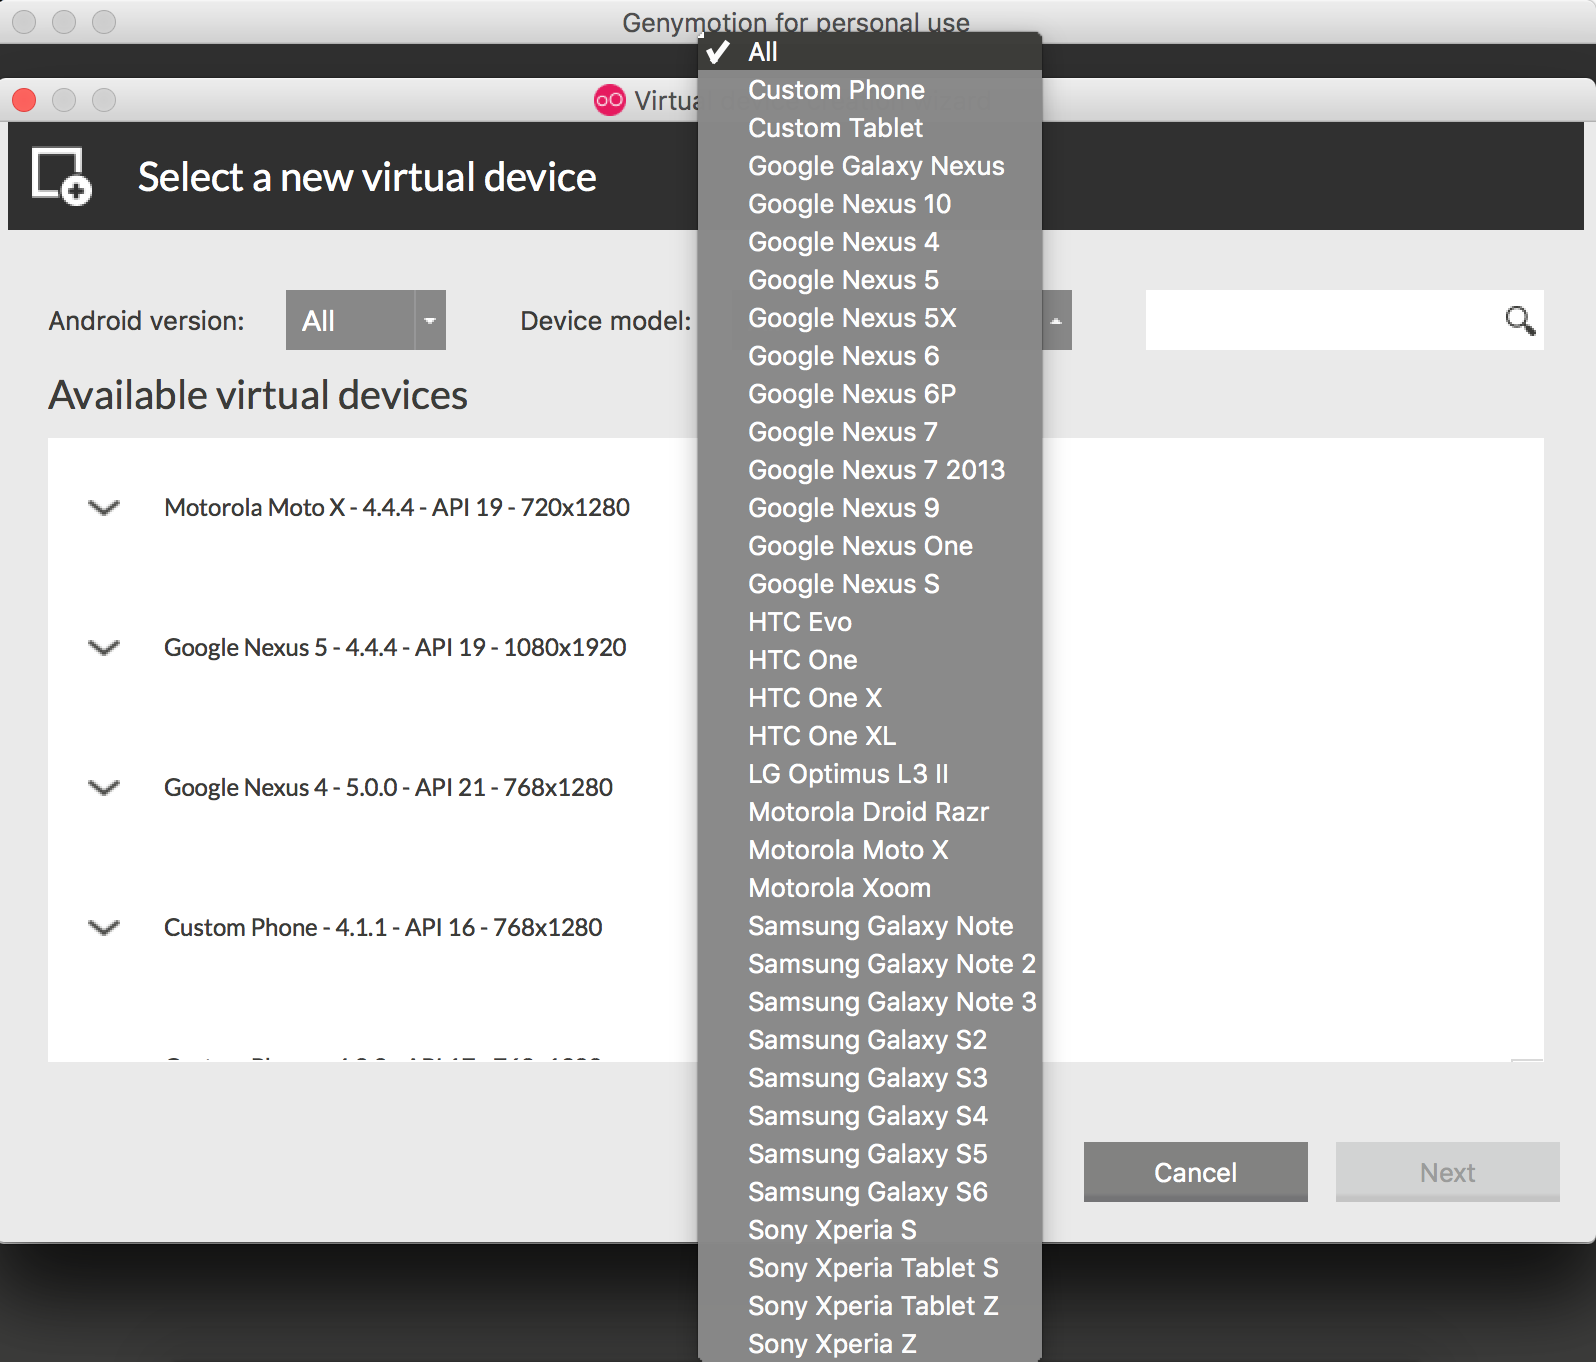 Genymotion for personal use
Virtua
Select a new virtual device
Android version:
All
Device model:
All
Custom Phone
Custom Tablet
Google Galaxy Nexus
Google Nexus 10
Google Nexus 4
Google Nexus 5
Google Nexus 5X
Google Nexus 6
Google Nexus 6P
Google Nexus 7
Google Nexus 7 2013
Google Nexus 9
Google Nexus One
Google Nexus S
HTC Evo
HTC One
HTC One X
HTC One XL
LG Optimus L3 II
Motorola Droid Razr
Motorola Moto X
Motorola Xoom
Samsung Galaxy Note
Samsung Galaxy Note 2
Samsung Galaxy Note 3
Samsung Galaxy S2
Samsung Galaxy S3
Samsung Galaxy S4
Samsung Galaxy S5
Samsung Galaxy S6
Sony Xperia S
Sony Xperia Tablet S
Sony Xperia Tablet Z
Sony Xperia Z
Available virtual devices
Motorola Moto X - 4.4.4 - API 19 - 720x1280
Google Nexus 5 - 4.4.4 - API 19 - 1080x1920
Google Nexus 4 - 5.0.0 - API 21 - 768x1280
Custom Phone - 4.1.1 - API 16 - 768x1280
Cancel
Next